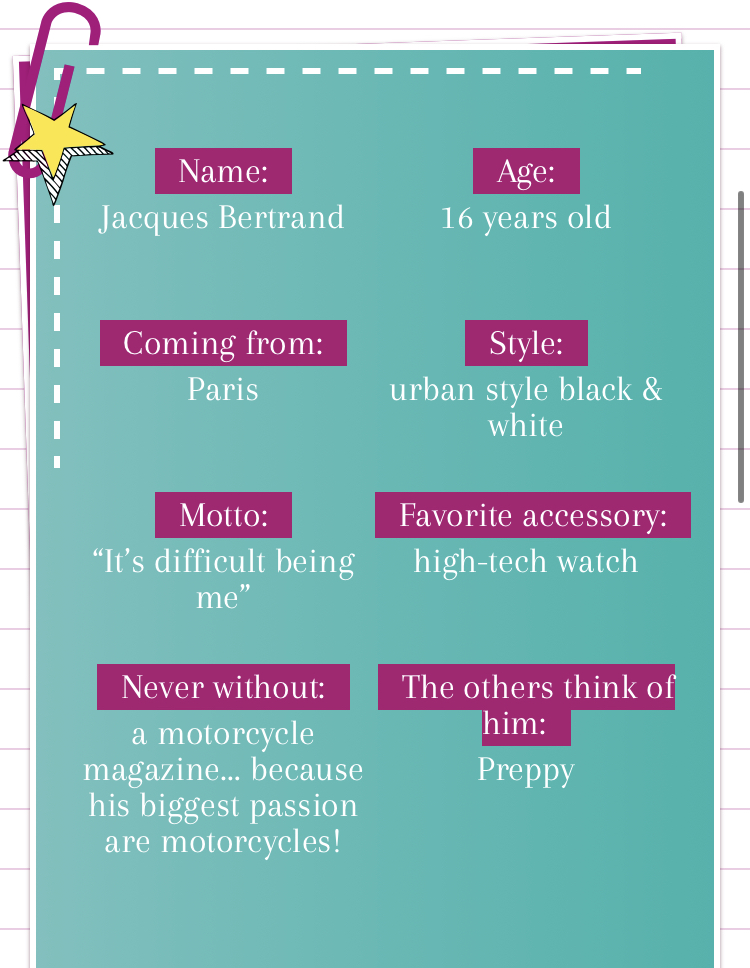 Name:
Jacques Bertrand
Age:
16 years old
Coming from:
Paris
Style:
urban style black &
white
Motto:
“It’s difficult being
me”
Favorite accessory:
high-tech watch
Never without:
a motorcycle
magazine... because
his biggest passion
are motorcycles!
The others think of
him:
Preppy